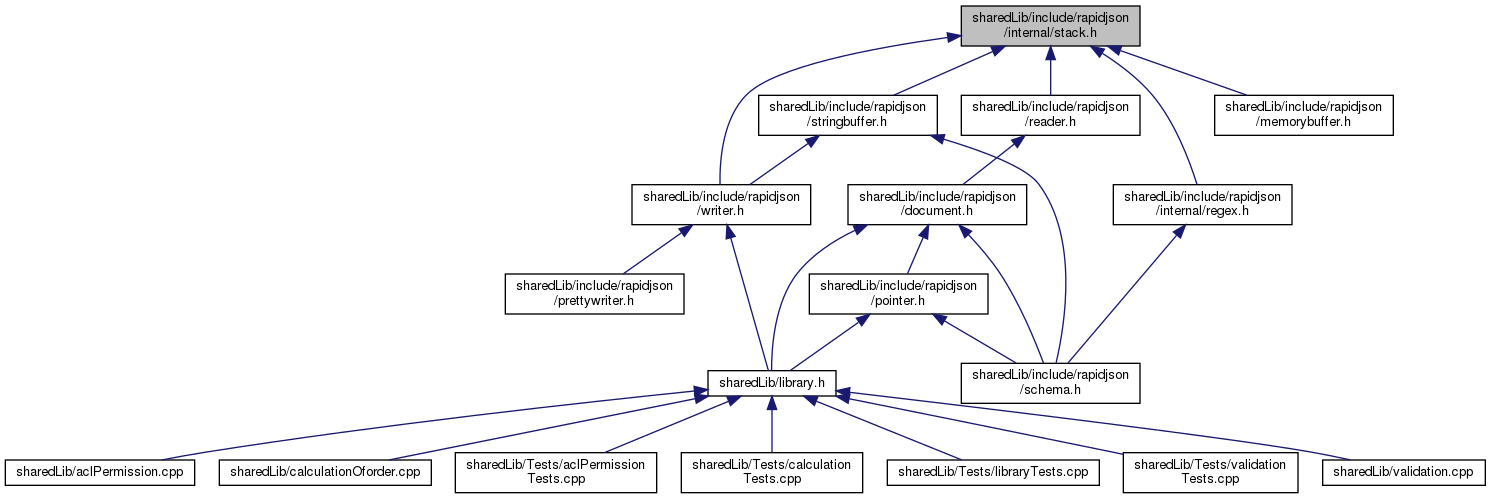 sharedLib/include/rapidjson
/internal/stack.h
sharedLib/include/rapidjson
/stringbuffer.h
sharedLib/include/rapidjson
/reader.h
sharedLib/include/rapidjson
/memorybuffer.h
sharedLib/include/rapidjson
/writer.h
sharedLib/include/rapidjson
/document.h
sharedLib/include/rapidjson
/internal/regex.h
sharedLib/include/rapidjson
/prettywriter.h
sharedLib/include/rapidjson
/pointer.h
sharedLib/library.h
sharedLib/include/rapidjson
/schema.h
sharedLib/aclPermission.cpp
sharedLib/calculationOforder.cpp
sharedLib/Tests/aclPermission
Tests.cpp
sharedLib/Tests/calculation
Tests.cpp
sharedLib/Tests/libraryTests.cpp
sharedLib/Tests/validation
Tests.cpp
sharedLib/validation.cpp